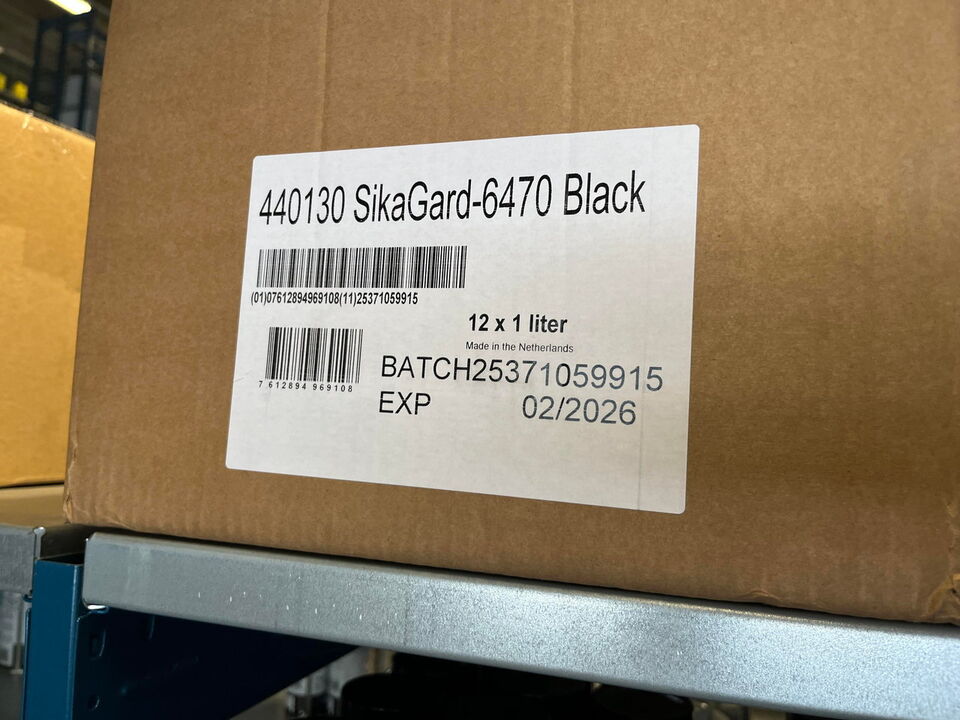 440130 SikaGard-6470 Black
(01)07612894969108(11)25371059915
12 x 1 liter
Made in the Netherlands
7 612894 969108
BATCH25371059915
EXP 02/2026